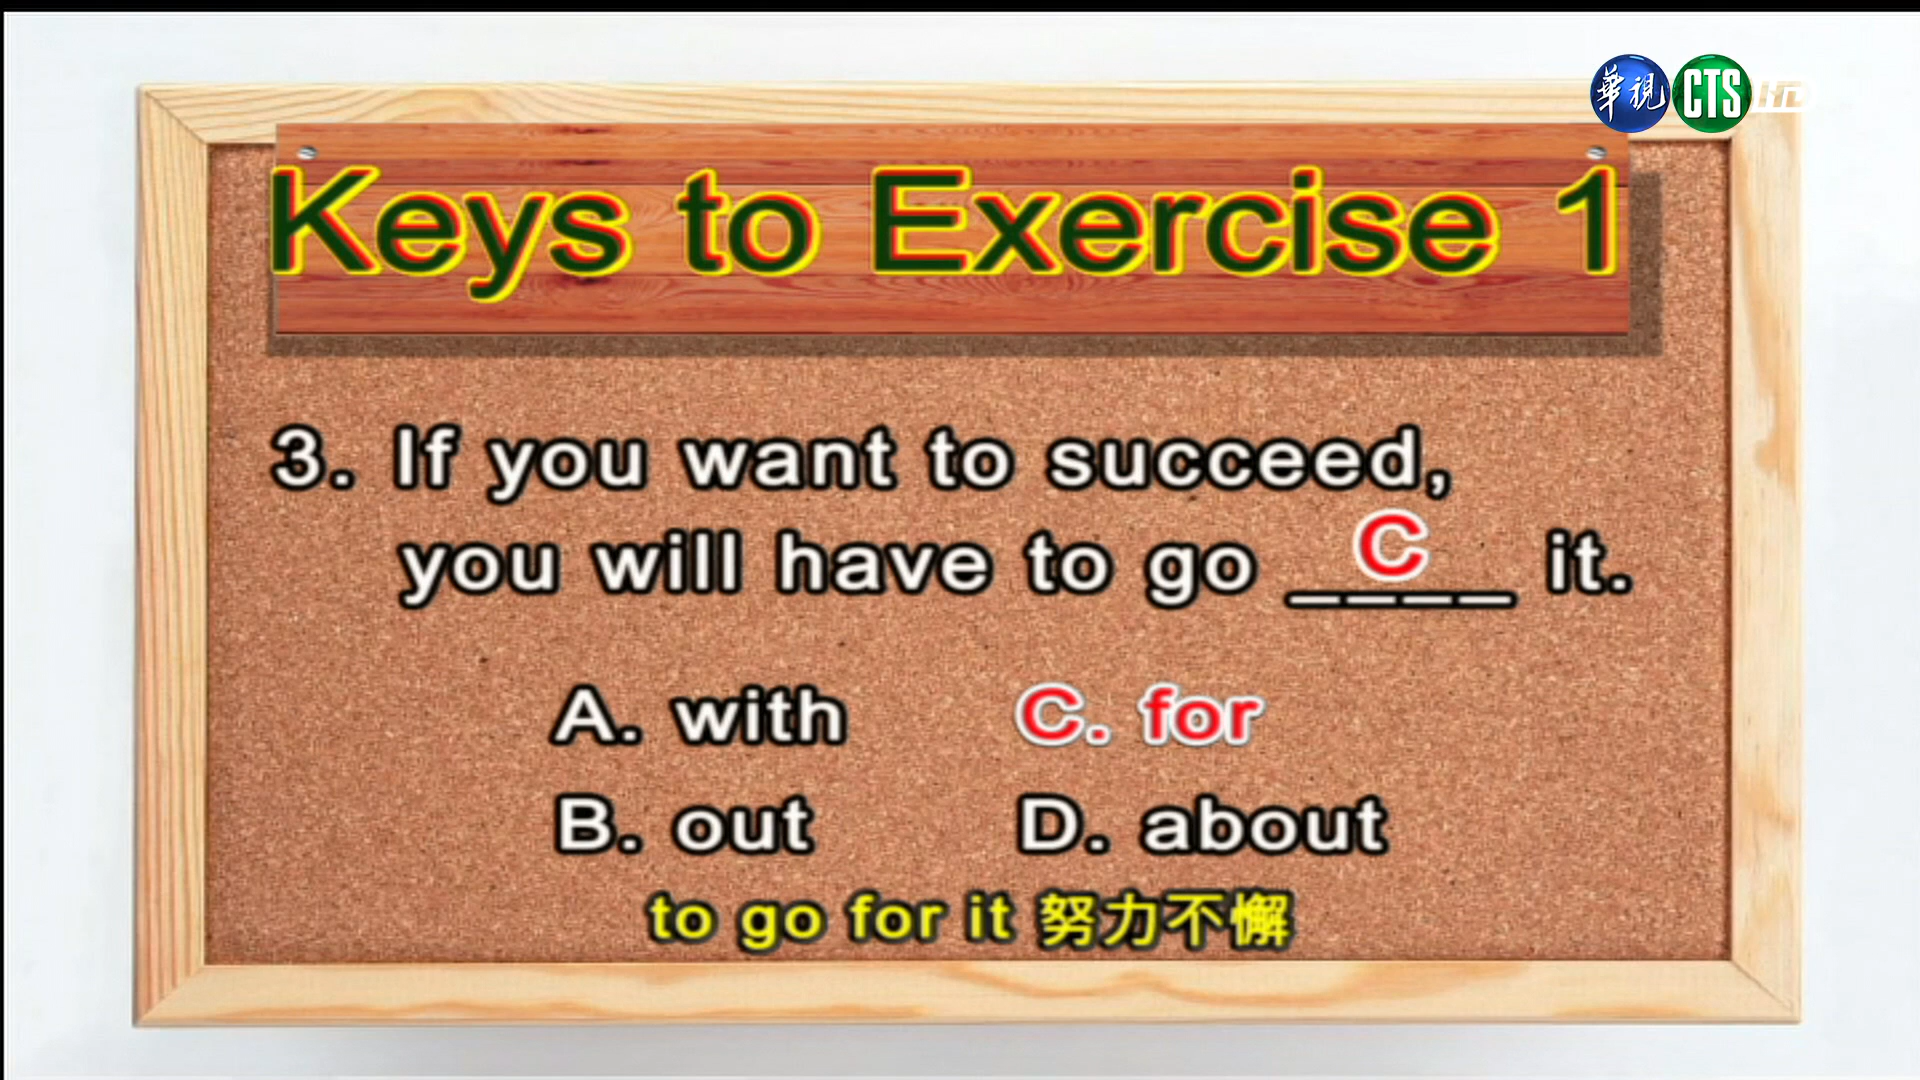 華視 CTS HD
Keys to Exercise 1
3. If you want to succeed,
you will have to go ____ it.
C
A. with
C. for
B. out
D. about
to go for it 努力不懈